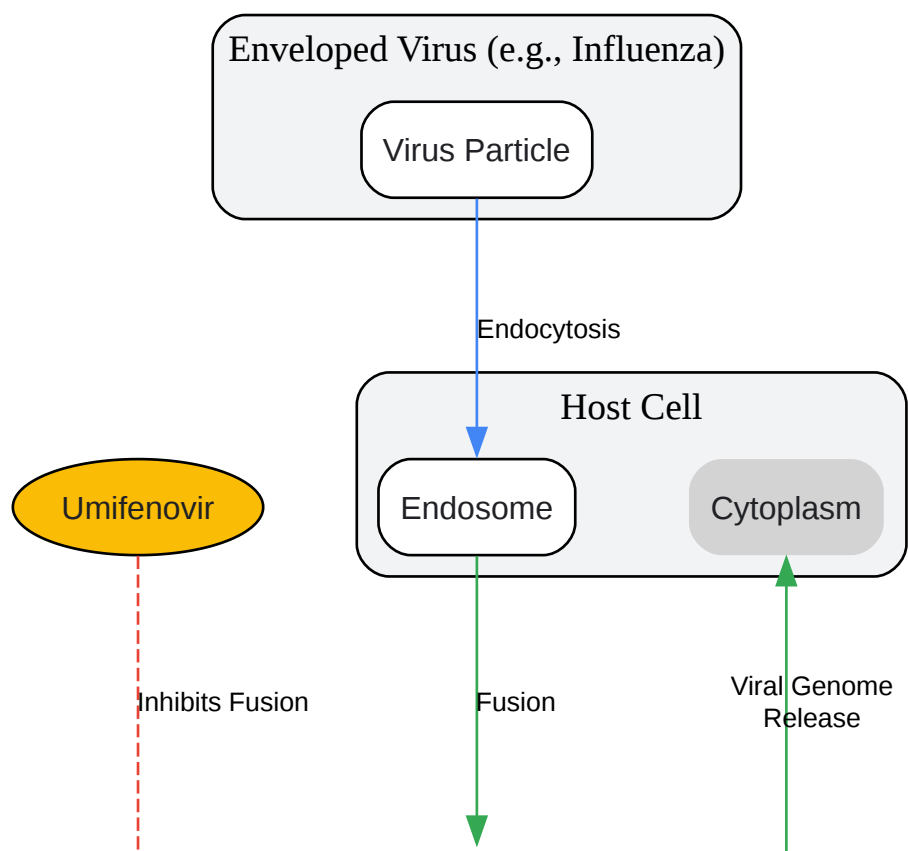 Enveloped Virus (e.g., Influenza)
Virus Particle
Endocytosis
Host Cell
Umifenovir
Endosome
Cytoplasm
Inhibits Fusion
Fusion
Viral Genome
Release